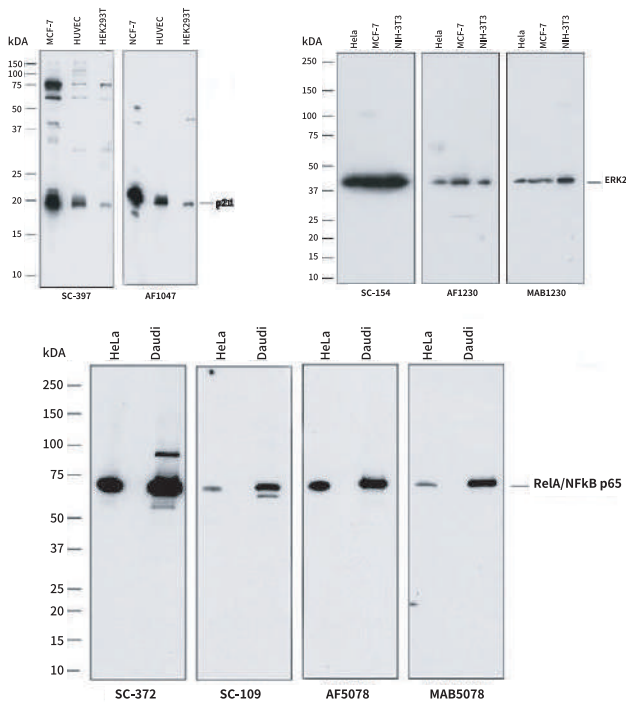 kDA
MCF-7
HUVEC
HEK293T
NCF-7
HUVEC
HEK293T
150
100
75
50
37
25
20
15
10
p21
SC-397
AF1047
kDA
Hela
MCF-7
NIH-3T3
Hela
MCF-7
NIH-3T3
Hela
MCF-7
NIH-3T3
250
150
100
75
50
37
25
20
15
10
ERK2
SC-154
AF1230
MAB1230
kDA
HeLa
Daudi
HeLa
Daudi
HeLa
Daudi
HeLa
Daudi
250
150
100
75
50
37
25
20
15
10
RelA/NFkB p65
SC-372
SC-109
AF5078
MAB5078